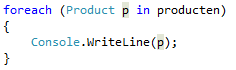 foreach (Product p in producten)
{
    Console.WriteLine(p);
}